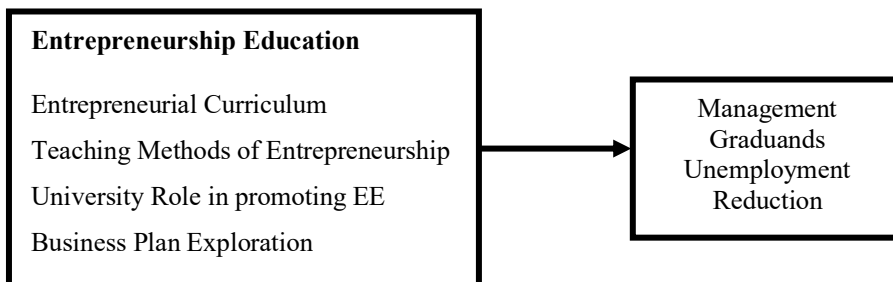 Entrepreneurship Education
Entrepreneurial Curriculum
Teaching Methods of Entrepreneurship
University Role in promoting EE
Business Plan Exploration
Management
Graduands
Unemployment
Reduction